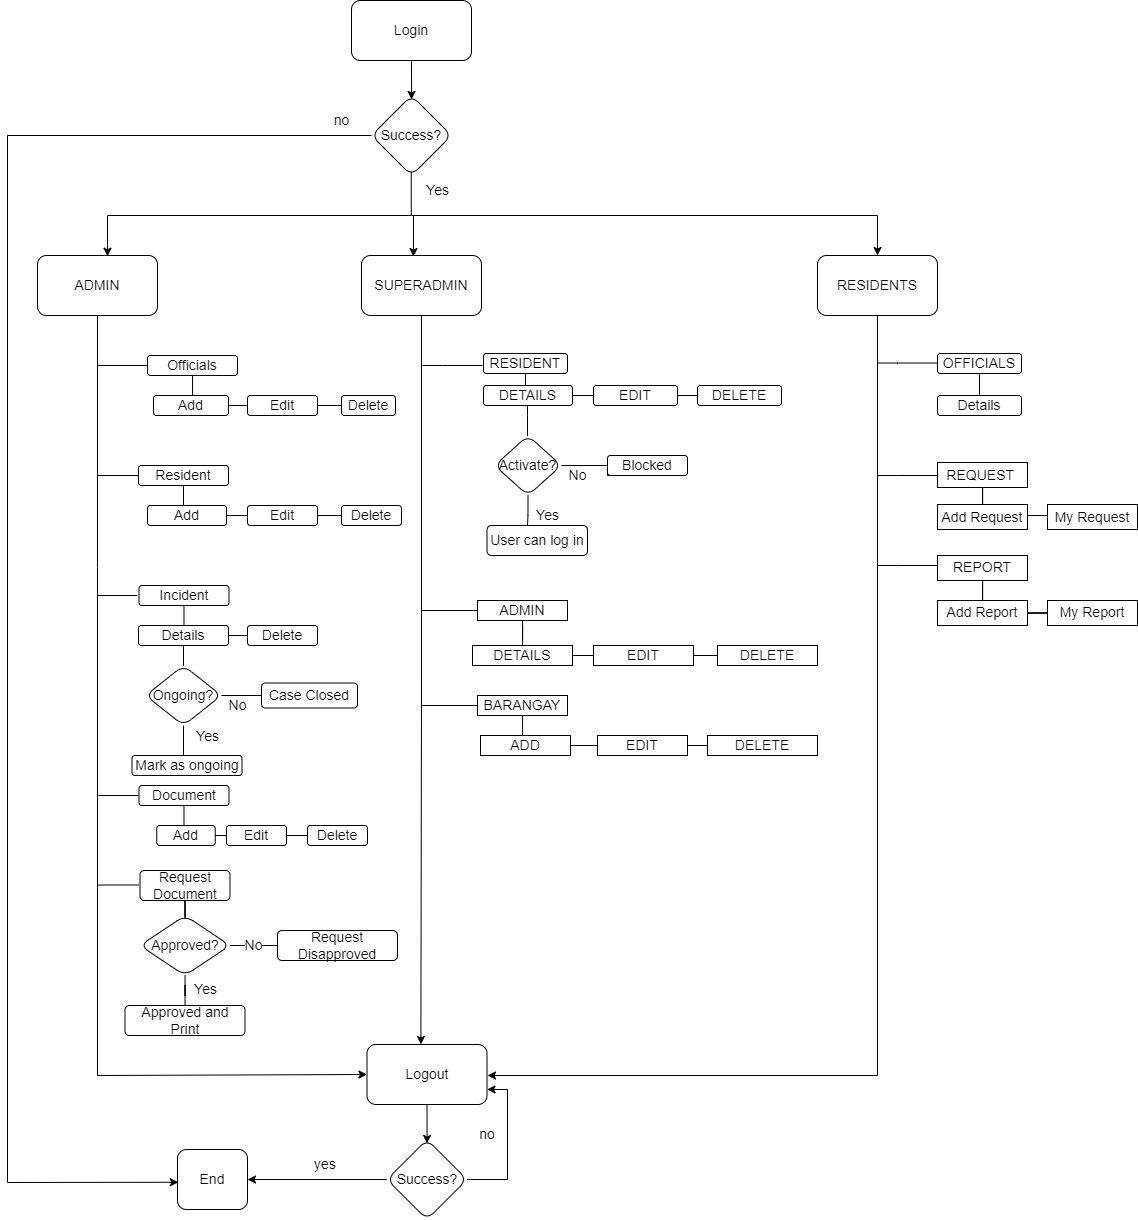 Login
Success?
no
Yes
ADMIN
SUPERADMIN
RESIDENTS
Officials
Add
Edit
Delete
Resident
Add
Edit
Delete
Incident
Details
Delete
Ongoing?
No
Case Closed
Yes
Mark as ongoing
Document
Add
Edit
Delete
Request
Document
Approved?
No
Request
Disapproved
Yes
Approved and
Print
RESIDENT
DETAILS
EDIT
DELETE
Activate?
No
Blocked
Yes
User can log in
ADMIN
DETAILS
EDIT
DELETE
BARANGAY
ADD
EDIT
DELETE
OFFICIALS
Details
REQUEST
Add Request
My Request
REPORT
Add Report
My Report
Logout
no
Success?
yes
End